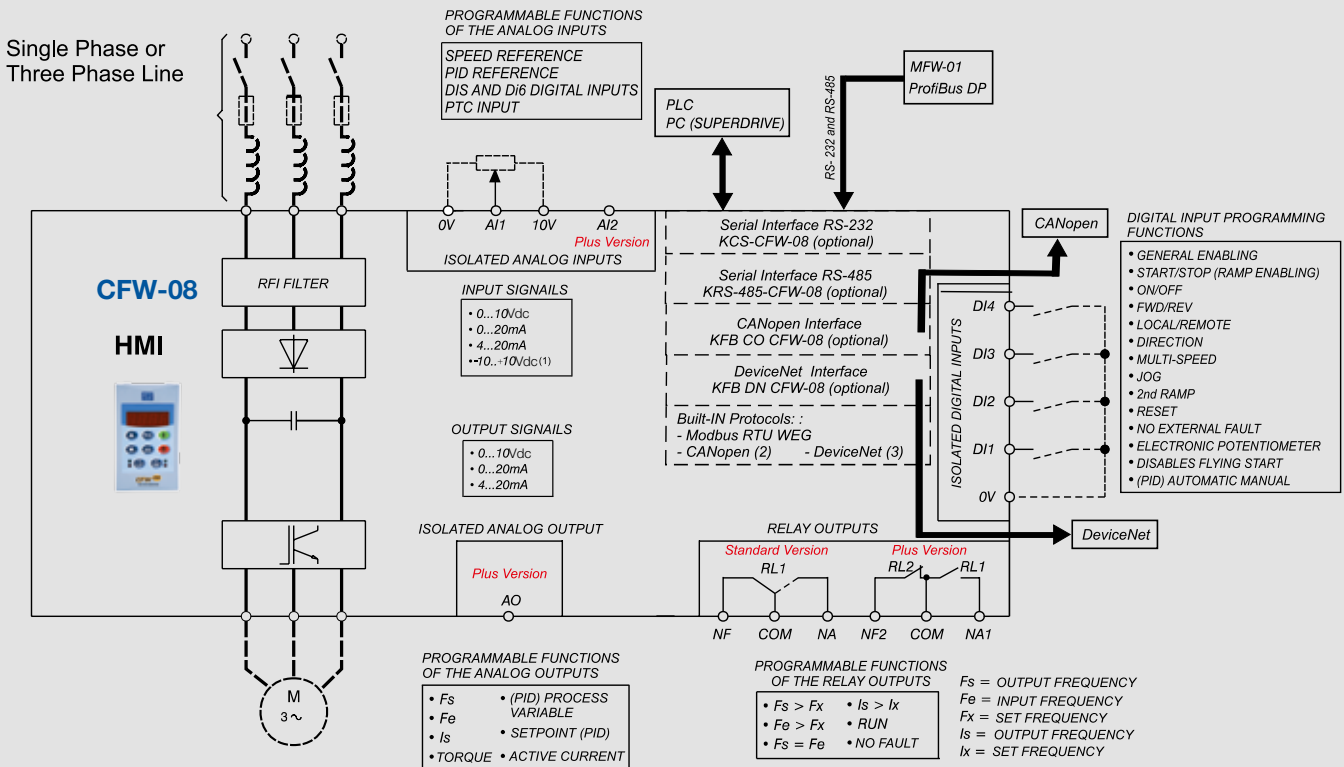 Single Phase or
Three Phase Line
PROGRAMMABLE FUNCTIONS
OF THE ANALOG INPUTS
SPEED REFERENCE
PID REFERENCE
DIS AND Di6 DIGITAL INPUTS
PTC INPUT
PLC
PC (SUPERDRIVE)
RS- 232 and RS-485
MFW-01
ProfiBus DP
0V
AI1
10V
AI2
Plus Version
ISOLATED ANALOG INPUTS
Serial Interface RS-232
KCS-CFW-08 (optional)
Serial Interface RS-485
KRS-485-CFW-08 (optional)
CANopen Interface
KFB CO CFW-08 (optional)
DeviceNet Interface
KFB DN CFW-08 (optional)
Built-IN Protocols: :
- Modbus RTU WEG
- CANopen (2) - DeviceNet (3)
CANopen
DIGITAL INPUT PROGRAMMING
FUNCTIONS
• GENERAL ENABLING
• START/STOP (RAMP ENABLING)
• ON/OFF
• FWD/REV
• LOCAL/REMOTE
• DIRECTION
• MULTI-SPEED
• JOG
• 2nd RAMP
• RESET
• NO EXTERNAL FAULT
• ELECTRONIC POTENTIOMETER
• DISABLES FLYING START
• (PID) AUTOMATIC MANUAL
ISOLATED DIGITAL INPUTS
DI4
DI3
DI2
DI1
0V
DeviceNet
CFW-08
HMI
RFI FILTER
INPUT SIGNAILS
• 0...10Vdc
• 0...20mA
• 4...20mA
• -10..+10Vdc(1)
OUTPUT SIGNAILS
• 0...10Vdc
• 0...20mA
• 4...20mA
ISOLATED ANALOG OUTPUT
Plus Version
AO
RELAY OUTPUTS
Standard Version
RL1
Plus Version
RL2 RL1
NF COM NA NF2 COM NA1
M
3~
PROGRAMMABLE FUNCTIONS
OF THE ANALOG OUTPUTS
• Fs
• Fe
• Is
• TORQUE
• (PID) PROCESS
VARIABLE
• SETPOINT (PID)
• ACTIVE CURRENT
PROGRAMMABLE FUNCTIONS
OF THE RELAY OUTPUTS
• Fs > Fx • Is > Ix
• Fe > Fx • RUN
• Fs = Fe • NO FAULT
Fs = OUTPUT FREQUENCY
Fe = INPUT FREQUENCY
Fx = SET FREQUENCY
Is = OUTPUT FREQUENCY
Ix = SET FREQUENCY